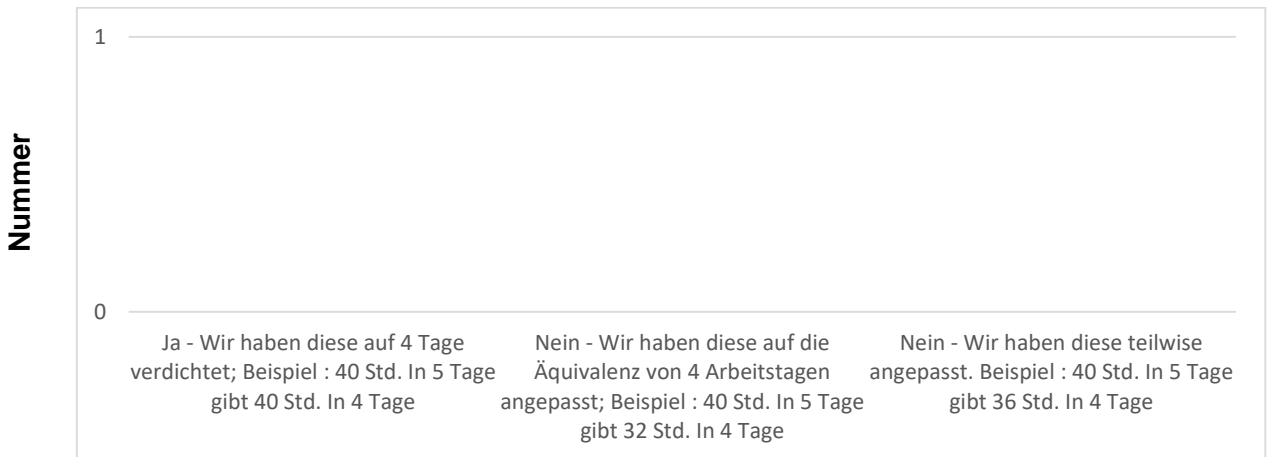 Nummer
1
0
Ja - Wir haben diese auf 4 Tage
verdichtet; Beispiel : 40 Std. In 5 Tage
gibt 40 Std. In 4 Tage
Nein - Wir haben diese auf die
Äquivalenz von 4 Arbeitstagen
angepasst; Beispiel : 40 Std. In 5 Tage
gibt 32 Std. In 4 Tage
Nein - Wir haben diese teilwise
angepasst. Beispiel : 40 Std. In 5 Tage
gibt 36 Std. In 4 Tage